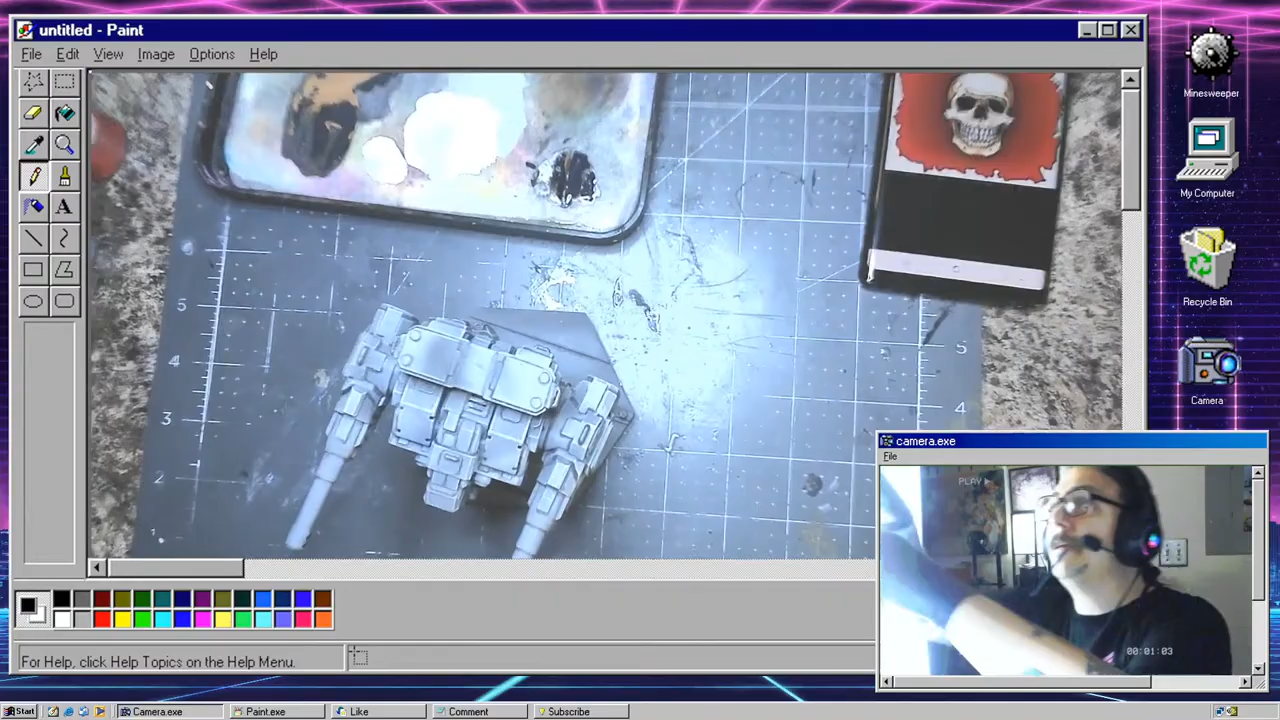 untitled - Paint
File Edit View Image Options Help
Minesweeper
My Computer
Recycle Bin
Camera
5
4
3
2
1
5
4
camera.exe
File
PLAY
00:01:03
For Help, click Help Topics on the Help Menu.
Start Camera.exe Paint.exe Like Comment Subscribe